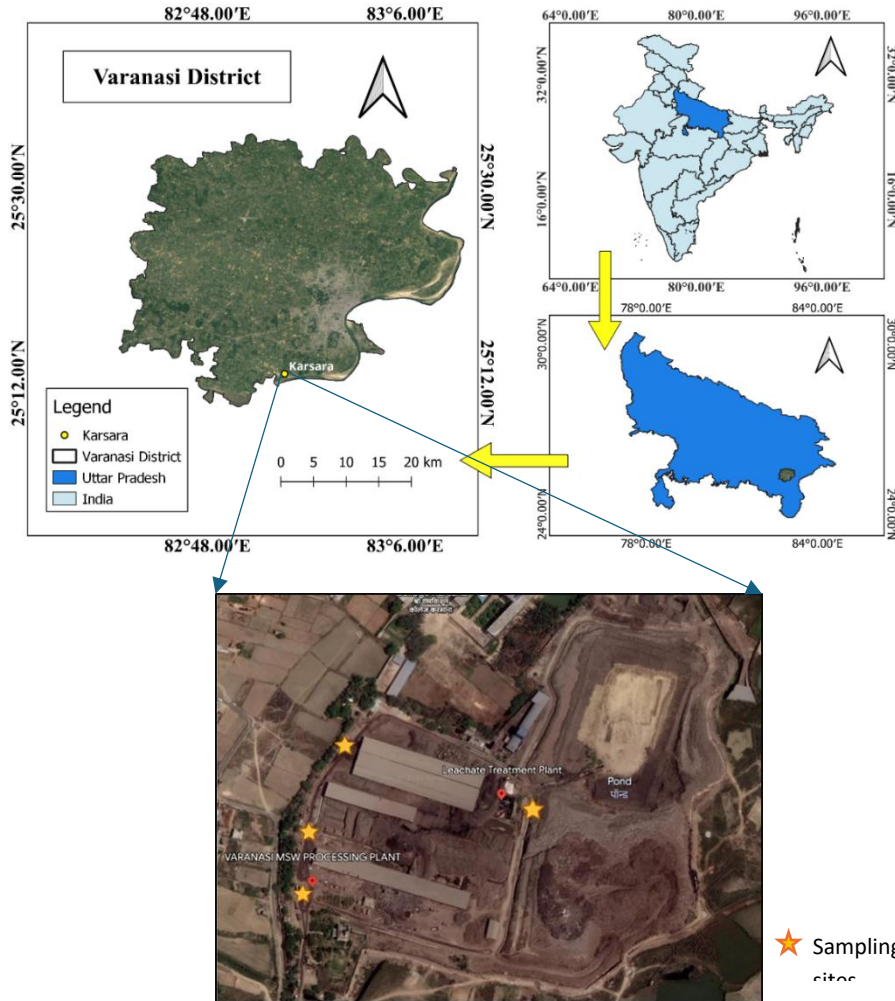 82°48.00′E 83°6.00′E
Varanasi District
25°30.00′N
25°30.00′N
25°12.00′N
25°12.00′N
Karsara
Legend
Karsara
Varanasi District
Uttar Pradesh
India
0 5 10 15 20 km
82°48.00′E 83°6.00′E
64°0.00′E 80°0.00′E 96°0.00′E
32°0.00′N
32°0.00′N
16°0.00′N
16°0.00′N
64°0.00′E 80°0.00′E 96°0.00′E
78°0.00′E 84°0.00′E
30°0.00′N
30°0.00′N
24°0.00′N
24°0.00′N
78°0.00′E 84°0.00′E
Leachate Treatment Plant
Pond
पॉन्ड
VARANASI MSW PROCESSING PLANT
Sampling
sites